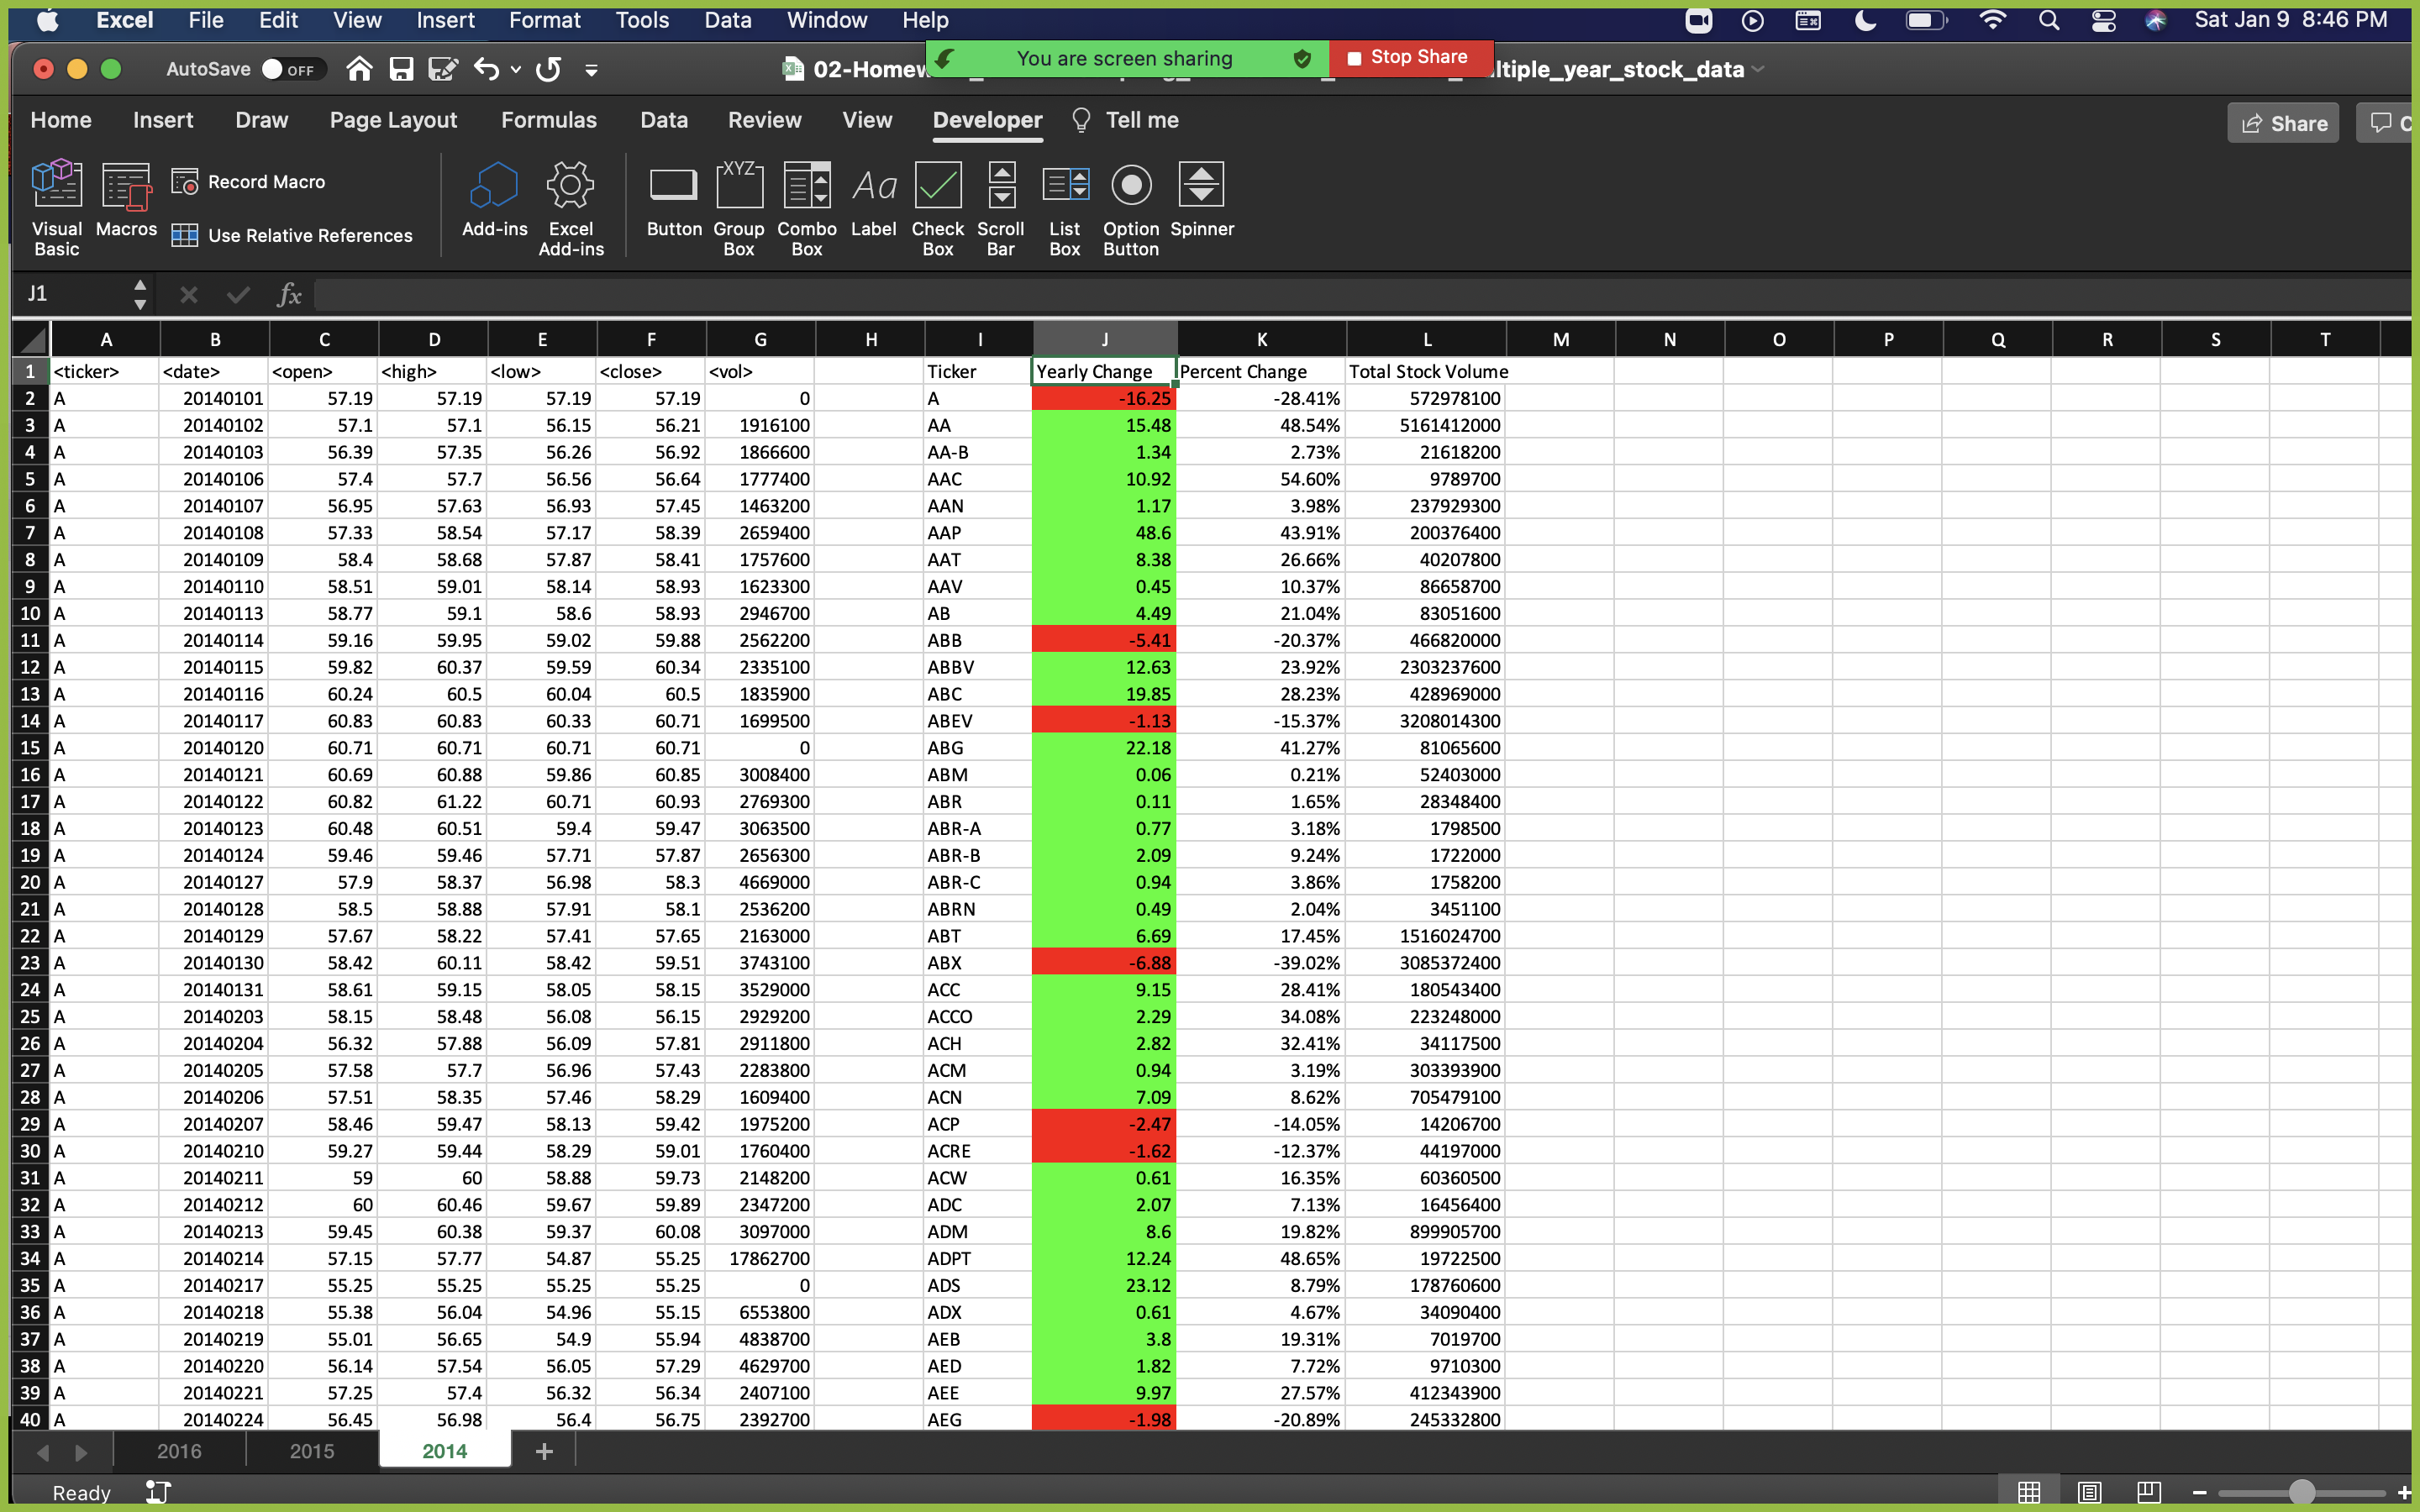 Excel File Edit View Insert Format Tools Data Window Help Sat Jan 9 8:46 PM
AutoSave OFF 02-Homew You are screen sharing Stop Share ltiple_year_stock_data
Home Insert Draw Page Layout Formulas Data Review View Developer Tell me Share
Visual Basic Macros Record Macro Use Relative References Add-ins Excel Add-ins Button Group Box Combo Box Label Check Box Scroll Bar List Box Option Button Spinner
XYZ Aa
J1 fx
A B C D E F G H I J K L M N O P Q R S T
1 <ticker> <date> <open> <high> <low> <close> <vol> Ticker Yearly Change Percent Change Total Stock Volume
2 A 20140101 57.19 57.19 57.19 57.19 0 A -16.25 -28.41% 572978100
3 A 20140102 57.1 57.1 56.15 56.21 1916100 AA 15.48 48.54% 5161412000
4 A 20140103 56.39 57.35 56.26 56.92 1866600 AA-B 1.34 2.73% 21618200
5 A 20140106 57.4 57.7 56.56 56.64 1777400 AAC 10.92 54.60% 9789700
6 A 20140107 56.95 57.63 56.93 57.45 1463200 AAN 1.17 3.98% 237929300
7 A 20140108 57.33 58.54 57.17 58.39 2659400 AAP 48.6 43.91% 200376400
8 A 20140109 58.4 58.68 57.87 58.41 1757600 AAT 8.38 26.66% 40207800
9 A 20140110 58.51 59.01 58.14 58.93 1623300 AAV 0.45 10.37% 86658700
10 A 20140113 58.77 59.1 58.6 58.93 2946700 AB 4.49 21.04% 83051600
11 A 20140114 59.16 59.95 59.02 59.88 2562200 ABB -5.41 -20.37% 466820000
12 A 20140115 59.82 60.37 59.59 60.34 2335100 ABBV 12.63 23.92% 2303237600
13 A 20140116 60.24 60.5 60.04 60.5 1835900 ABC 19.85 28.23% 428969000
14 A 20140117 60.83 60.83 60.33 60.71 1699500 ABEV -1.13 -15.37% 3208014300
15 A 20140120 60.71 60.71 60.71 60.71 0 ABG 22.18 41.27% 81065600
16 A 20140121 60.69 60.88 59.86 60.85 3008400 ABM 0.06 0.21% 52403000
17 A 20140122 60.82 61.22 60.71 60.93 2769300 ABR 0.11 1.65% 28348400
18 A 20140123 60.48 60.51 59.4 59.47 3063500 ABR-A 0.77 3.18% 1798500
19 A 20140124 59.46 59.46 57.71 57.87 2656300 ABR-B 2.09 9.24% 1722000
20 A 20140127 57.9 58.37 56.98 58.3 4669000 ABR-C 0.94 3.86% 1758200
21 A 20140128 58.5 58.88 57.91 58.1 2536200 ABRN 0.49 2.04% 3451100
22 A 20140129 57.67 58.22 57.41 57.65 2163000 ABT 6.69 17.45% 1516024700
23 A 20140130 58.42 60.11 58.42 59.51 3743100 ABX -6.88 -39.02% 3085372400
24 A 20140131 58.61 59.15 58.05 58.15 3529000 ACC 9.15 28.41% 180543400
25 A 20140203 58.15 58.48 56.08 56.15 2929200 ACCO 2.29 34.08% 223248000
26 A 20140204 56.32 57.88 56.09 57.81 2911800 ACH 2.82 32.41% 34117500
27 A 20140205 57.58 57.7 56.96 57.43 2283800 ACM 0.94 3.19% 303393900
28 A 20140206 57.51 58.35 57.46 58.29 1609400 ACN 7.09 8.62% 705479100
29 A 20140207 58.46 59.47 58.13 59.42 1975200 ACP -2.47 -14.05% 14206700
30 A 20140210 59.27 59.44 58.29 59.01 1760400 ACRE -1.62 -12.37% 44197000
31 A 20140211 59 60 58.88 59.73 2148200 ACW 0.61 16.35% 60360500
32 A 20140212 60 60.46 59.67 59.89 2347200 ADC 2.07 7.13% 16456400
33 A 20140213 59.45 60.38 59.37 60.08 3097000 ADM 8.6 19.82% 899905700
34 A 20140214 57.15 57.77 54.87 55.25 17862700 ADPT 12.24 48.65% 19722500
35 A 20140217 55.25 55.25 55.25 55.25 0 ADS 23.12 8.79% 178760600
36 A 20140218 55.38 56.04 54.96 55.15 6553800 ADX 0.61 4.67% 34090400
37 A 20140219 55.01 56.65 54.9 55.94 4838700 AEB 3.8 19.31% 7019700
38 A 20140220 56.14 57.54 56.05 57.29 4629700 AED 1.82 7.72% 9710300
39 A 20140221 57.25 57.4 56.32 56.34 2407100 AEE 9.97 27.57% 412343900
40 A 20140224 56.45 56.98 56.4 56.75 2392700 AEG -1.98 -20.89% 245332800
2016 2015 2014 +
Ready